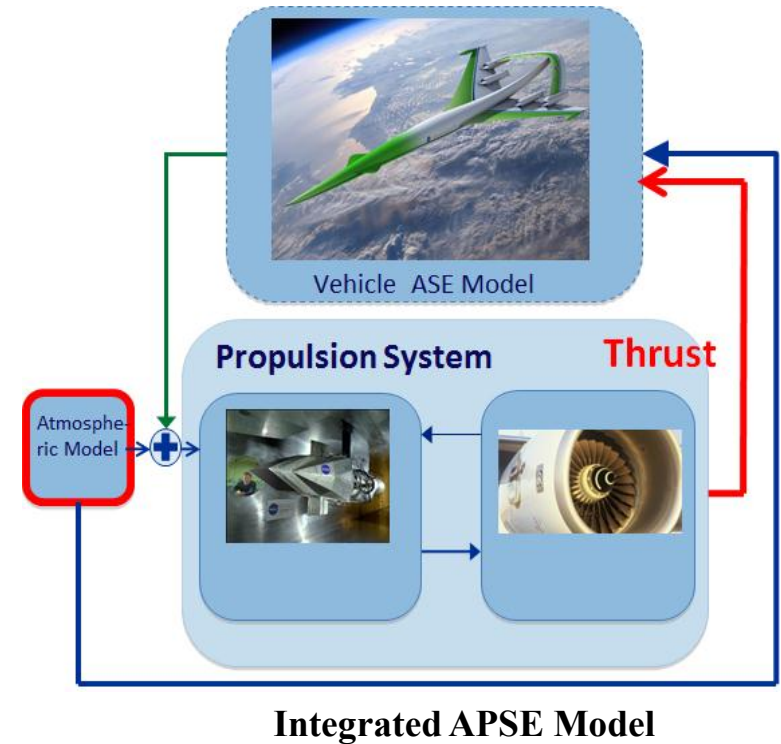 Vehicle ASE Model
Propulsion System
Thrust
Atmosphe-
ric Model
Integrated APSE Model